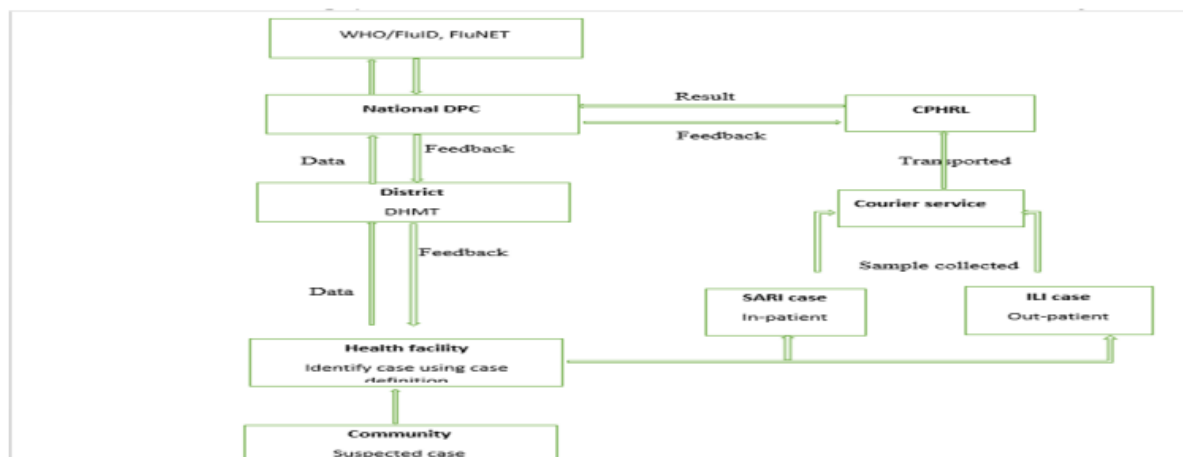 WHO/FluID, FluNET
National DPC
Result
CPHRL
Feedback
Feedback
Data
Transported
District
DHMT
Courier service
Feedback
Sample collected
Data
SARI case
In-patient
ILI case
Out-patient
Health facility
Identify case using case
definition
Community
Suspected case